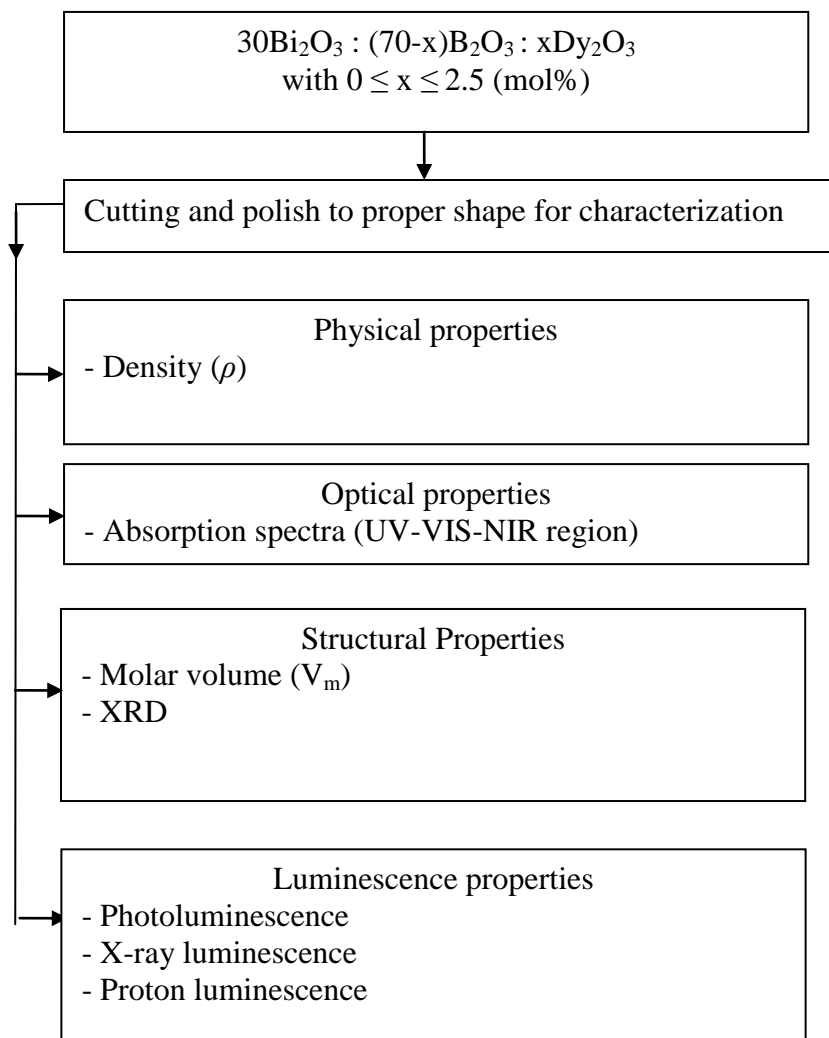 30Bi₂O₃ : (70-x)B₂O₃ : xDy₂O₃
with 0 ≤ x ≤ 2.5 (mol%)
Cutting and polish to proper shape for characterization
Physical properties
- Density (ρ)
Optical properties
- Absorption spectra (UV-VIS-NIR region)
Structural Properties
- Molar volume (Vₘ)
- XRD
Luminescence properties
- Photoluminescence
- X-ray luminescence
- Proton luminescence